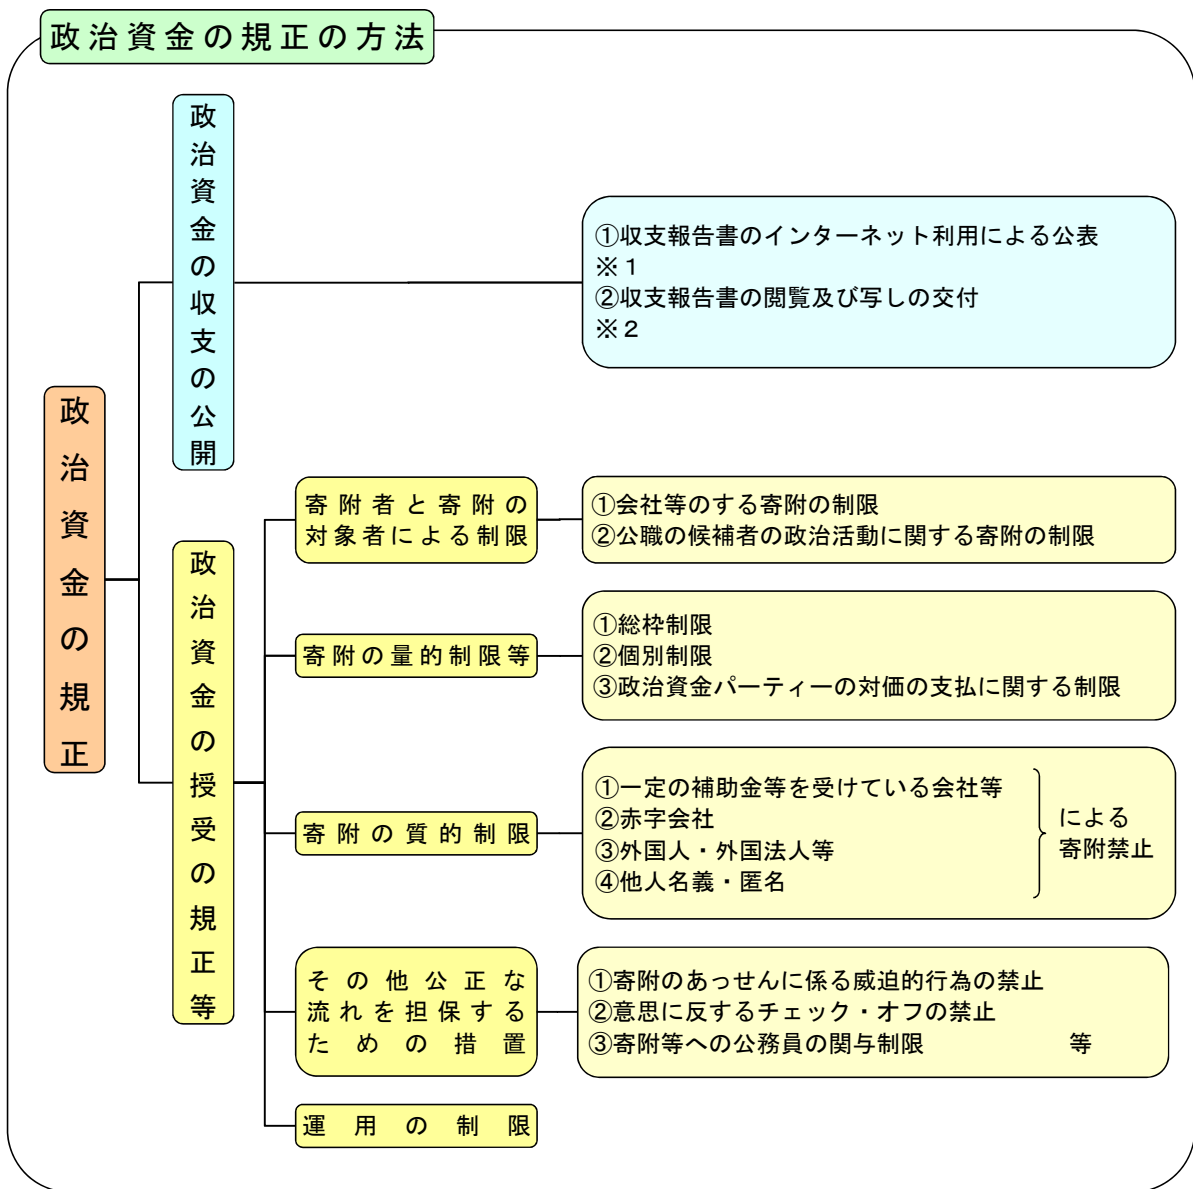 政治資金の規正の方法
政治資金の収支の公開
①収支報告書のインターネット利用による公表
※１
②収支報告書の閲覧及び写しの交付
※２
政治資金の規正
政治資金の授受の規正等
寄附者と寄附の
対象者による制限
①会社等のする寄附の制限
②公職の候補者の政治活動に関する寄附の制限
寄附の量的制限等
①総枠制限
②個別制限
③政治資金パーティーの対価の支払に関する制限
寄附の質的制限
①一定の補助金等を受けている会社等
②赤字会社
③外国人・外国法人等
④他人名義・匿名
による
寄附禁止
その他公正な
流れを担保する
ための措置
①寄附のあっせんに係る威迫的行為の禁止
②意思に反するチェック・オフの禁止
③寄附等への公務員の関与制限 等
運用の制限